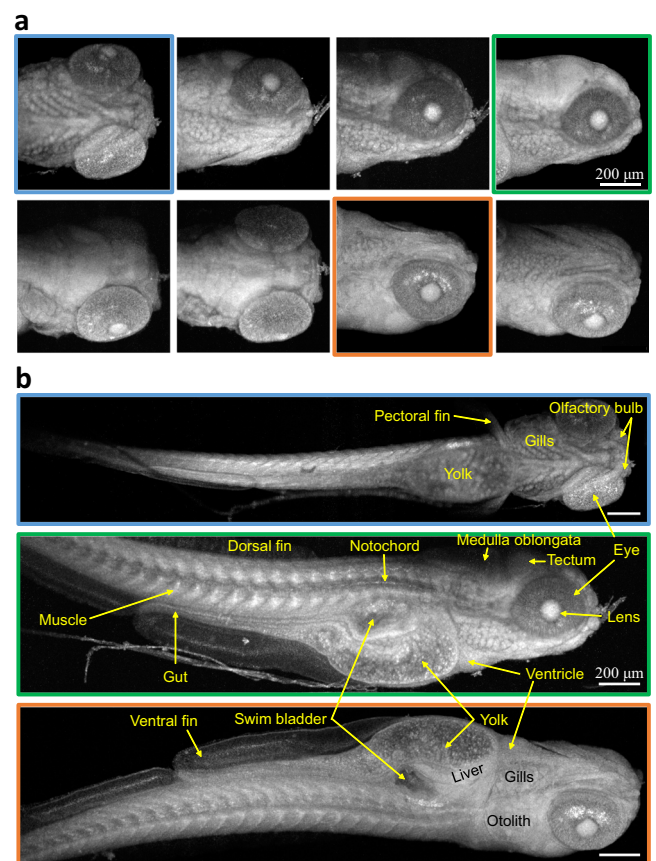 a
200 μm
b
Pectoral fin
Olfactory bulb
Gills
Yolk
Eye
Dorsal fin
Notochord
Medulla oblongata
Tectum
Muscle
Lens
Gut
Ventricle
200 μm
Ventral fin
Swim bladder
Yolk
Liver
Gills
Otolith